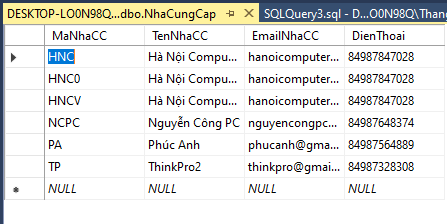 DESKTOP-LO0N98Q...dbo.NhaCungCap SQLQuery3.sql - D...O0N98Q\Thang
MaNhaCC TenNhaCC EmailNhaCC DienThoai
HNC Hà Nội Compu... hanoicomputer... 84987847028
HNC0 Hà Nội Compu... hanoicomputer... 84987847028
HNCV Hà Nội Compu... hanoicomputer... 84987847028
NCPC Nguyễn Công PC nguyencongpc... 84987648374
PA Phúc Anh phucanh@gmai... 84987564889
TP ThinkPro2 thinkpro@gmai... 84987328308
NULL NULL NULL NULL